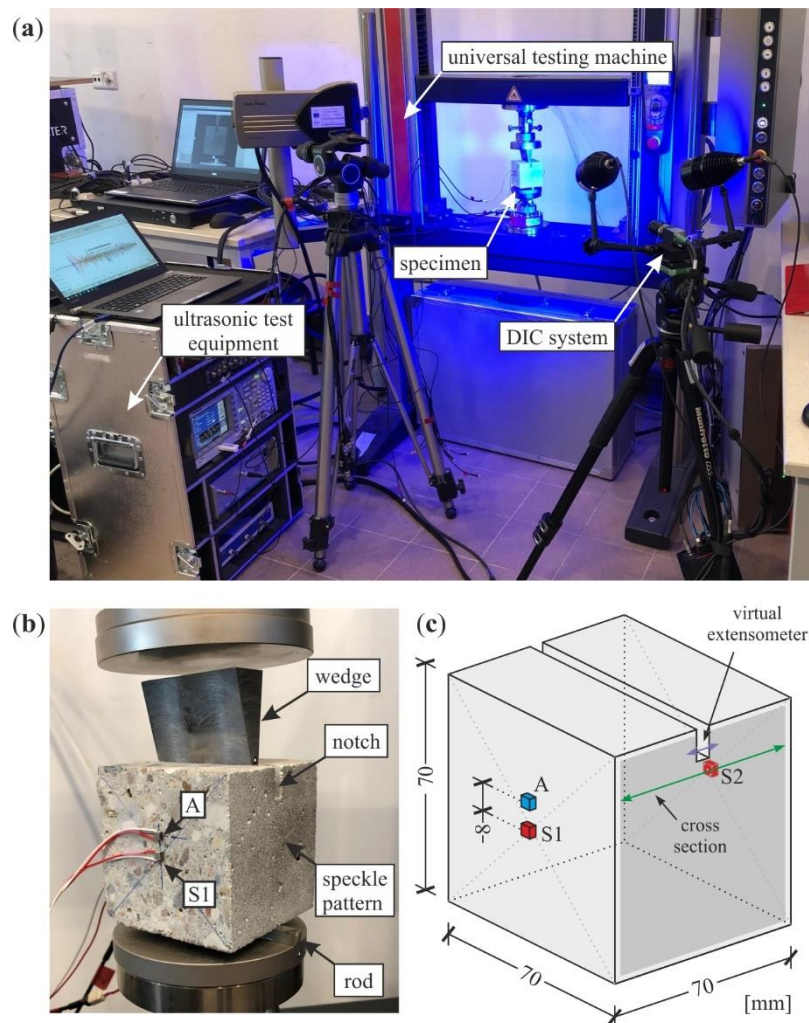 (a)
universal testing machine
specimen
DIC system
ultrasonic test
equipment
Manfrotto
(b)
wedge
notch
A
S1
speckle
pattern
rod
(c)
virtual
extensometer
70
A
8
S1
S2
cross
section
70
70
[mm]